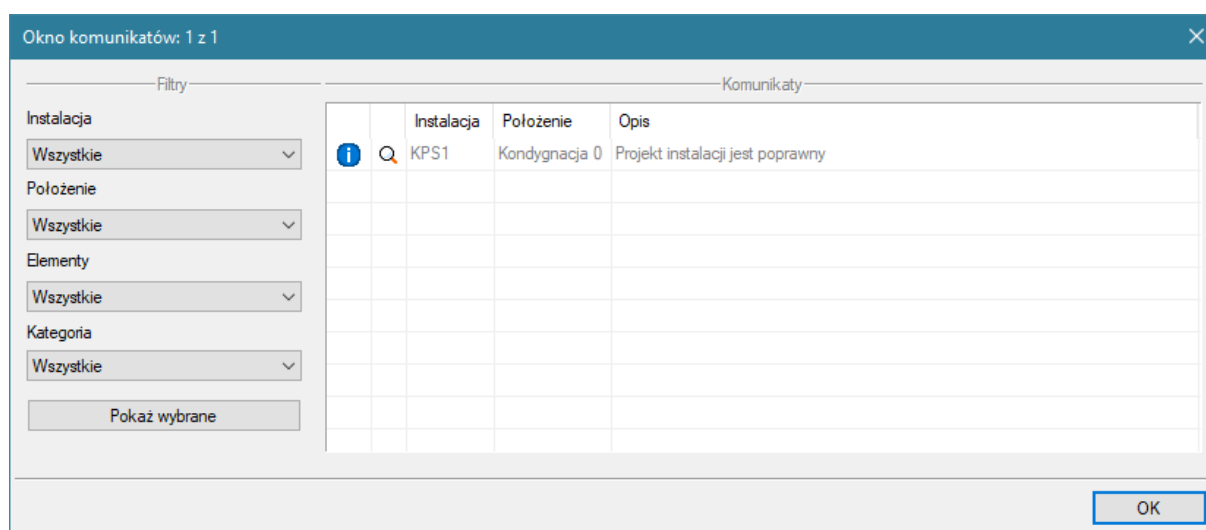 Okno komunikatów: 1 z 1
Filtry
Instalacja
Wszystkie
Położenie
Wszystkie
Elementy
Wszystkie
Kategoria
Wszystkie
Pokaż wybrane
Komunikaty
Instalacja Położenie Opis
i KPS1 Kondygnacja 0 Projekt instalacji jest poprawny
OK